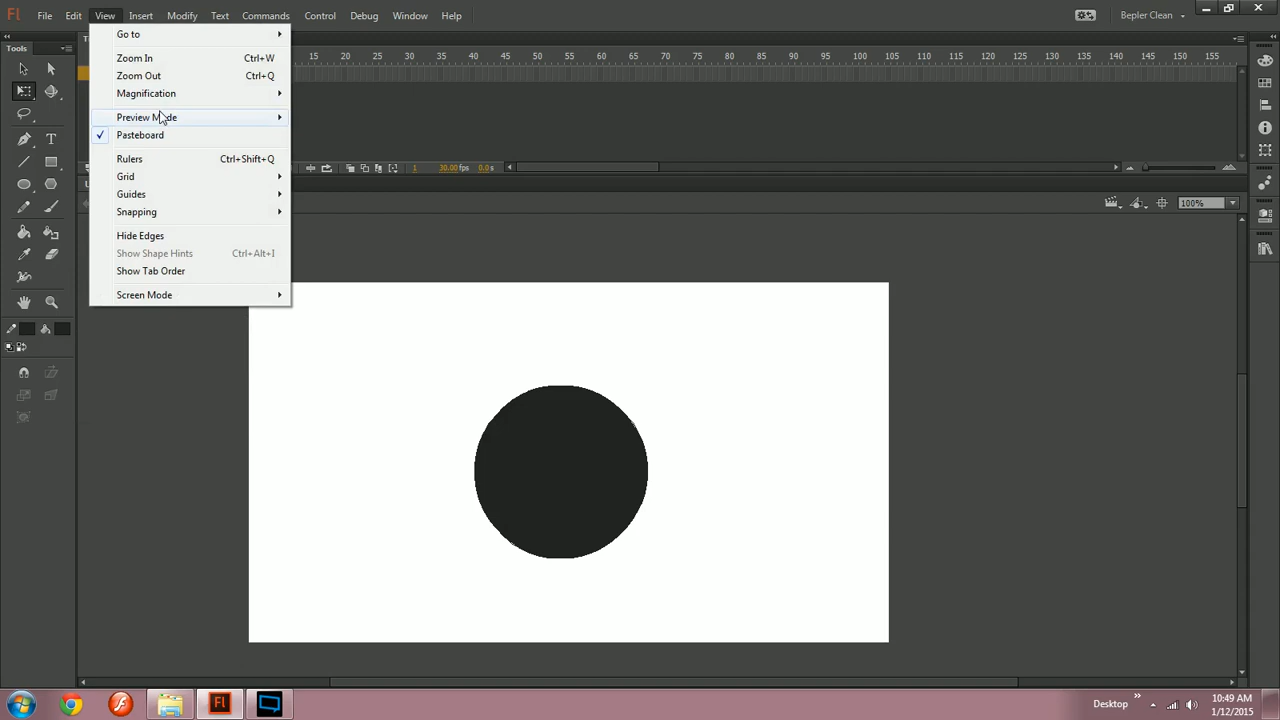 Fl File Edit View Insert Modify Text Commands Control Debug Window Help Bepler Clean
Tools
Go to
Zoom In Ctrl+W
Zoom Out Ctrl+Q
Magnification
Preview Mode
Pasteboard
Rulers Ctrl+Shift+Q
Grid
Guides
Snapping
Hide Edges
Show Shape Hints Ctrl+Alt+I
Show Tab Order
Screen Mode
15 20 25 30 35 40 45 50 55 60 65 70 75 80 85 90 95 100 105 110 115 120 125 130 135 140 145 150 155
1 30.00 fps 0.0 s
100%
Fl
Desktop
10:49 AM
1/12/2015